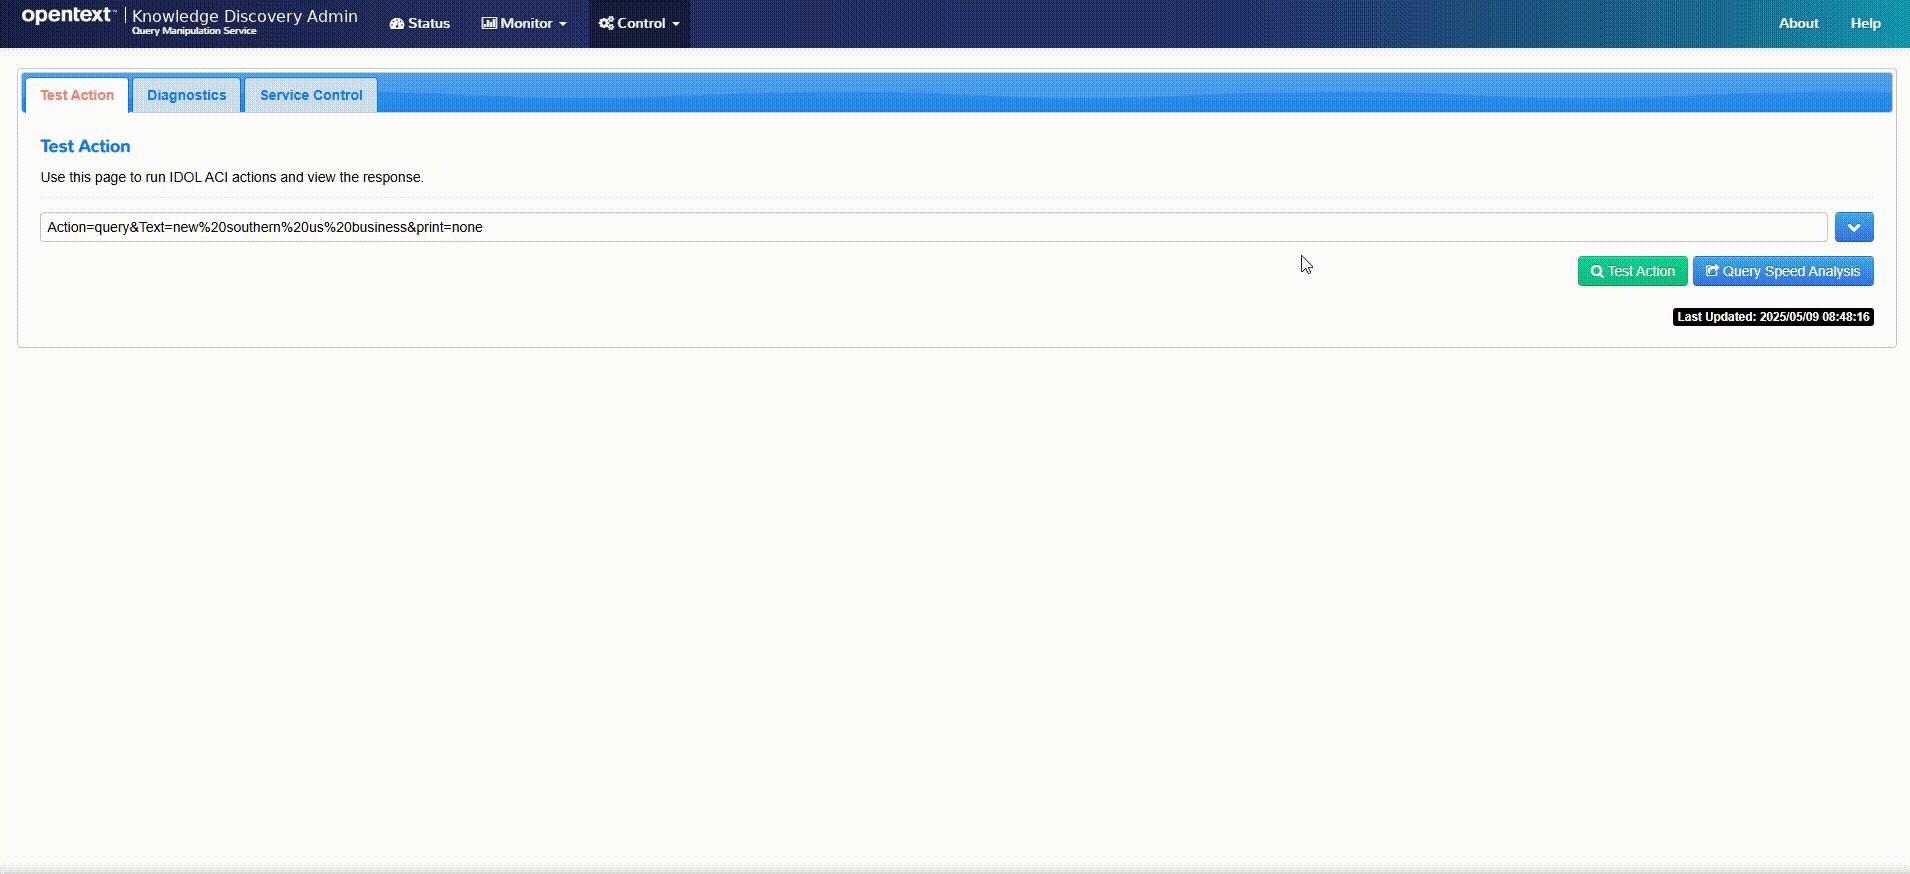 opentext™ | Knowledge Discovery Admin
Query Manipulation Service
Status
Monitor
Control
About
Help
Test Action
Diagnostics
Service Control
Test Action
Use this page to run IDOL ACI actions and view the response.
Action=query&Text=new%20southern%20us%20business&print=none
Test Action
Query Speed Analysis
Last Updated: 2025/05/09 08:48:16